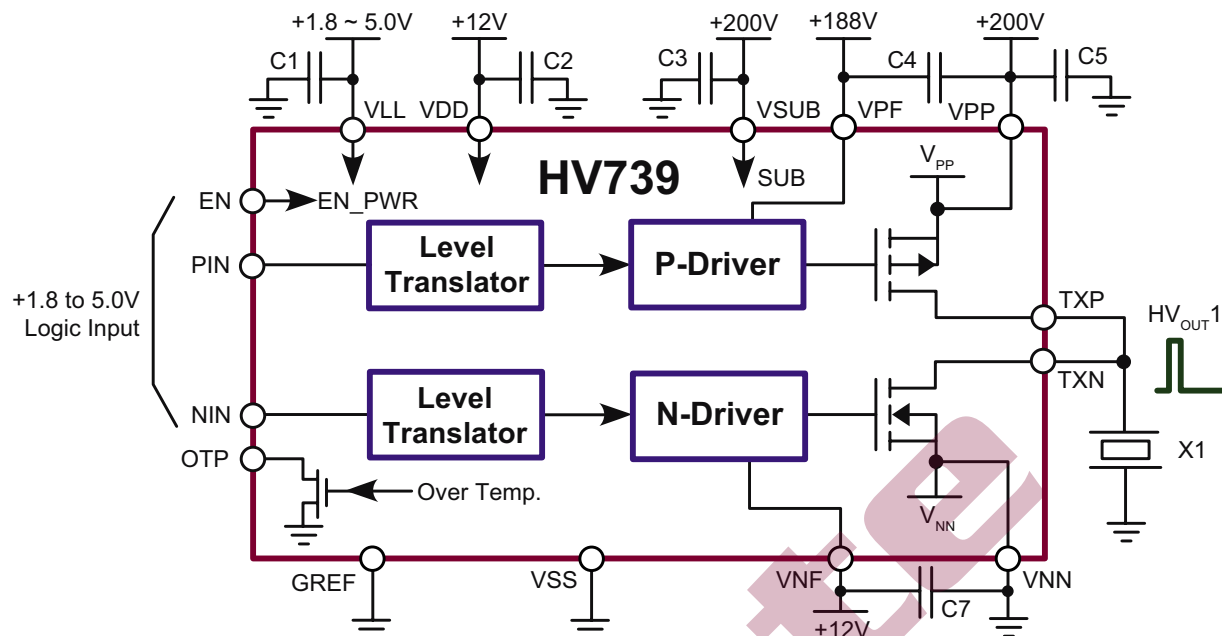 +1.8 ~ 5.0V
+12V
+200V
+188V
+200V
C1
C2
C3
C4
C5
VLL
VDD
VSUB
VPF
VPP
HV739
SUB
VPP
EN
EN_PWR
PIN
Level
Translator
P-Driver
+1.8 to 5.0V
Logic Input
TXP
HVOUT1
TXN
NIN
Level
Translator
N-Driver
X1
OTP
Over Temp.
VNN
GREF
VSS
VNF
VNN
C7
+12V